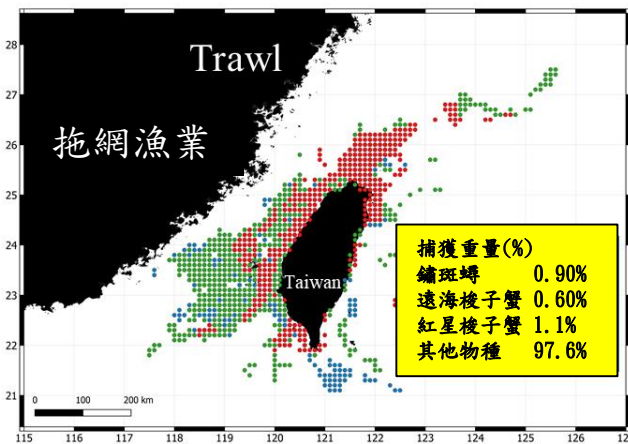 28
Trawl
27
26
拖網漁業
25
24
捕獲重量(%)
鏽斑蟳 0.90%
遠海梭子蟹 0.60%
紅星梭子蟹 1.1%
其他物種 97.6%
Taiwan
23
22
21
0 100 200 km
115 116 117 118 119 120 121 122 123 124 125 126